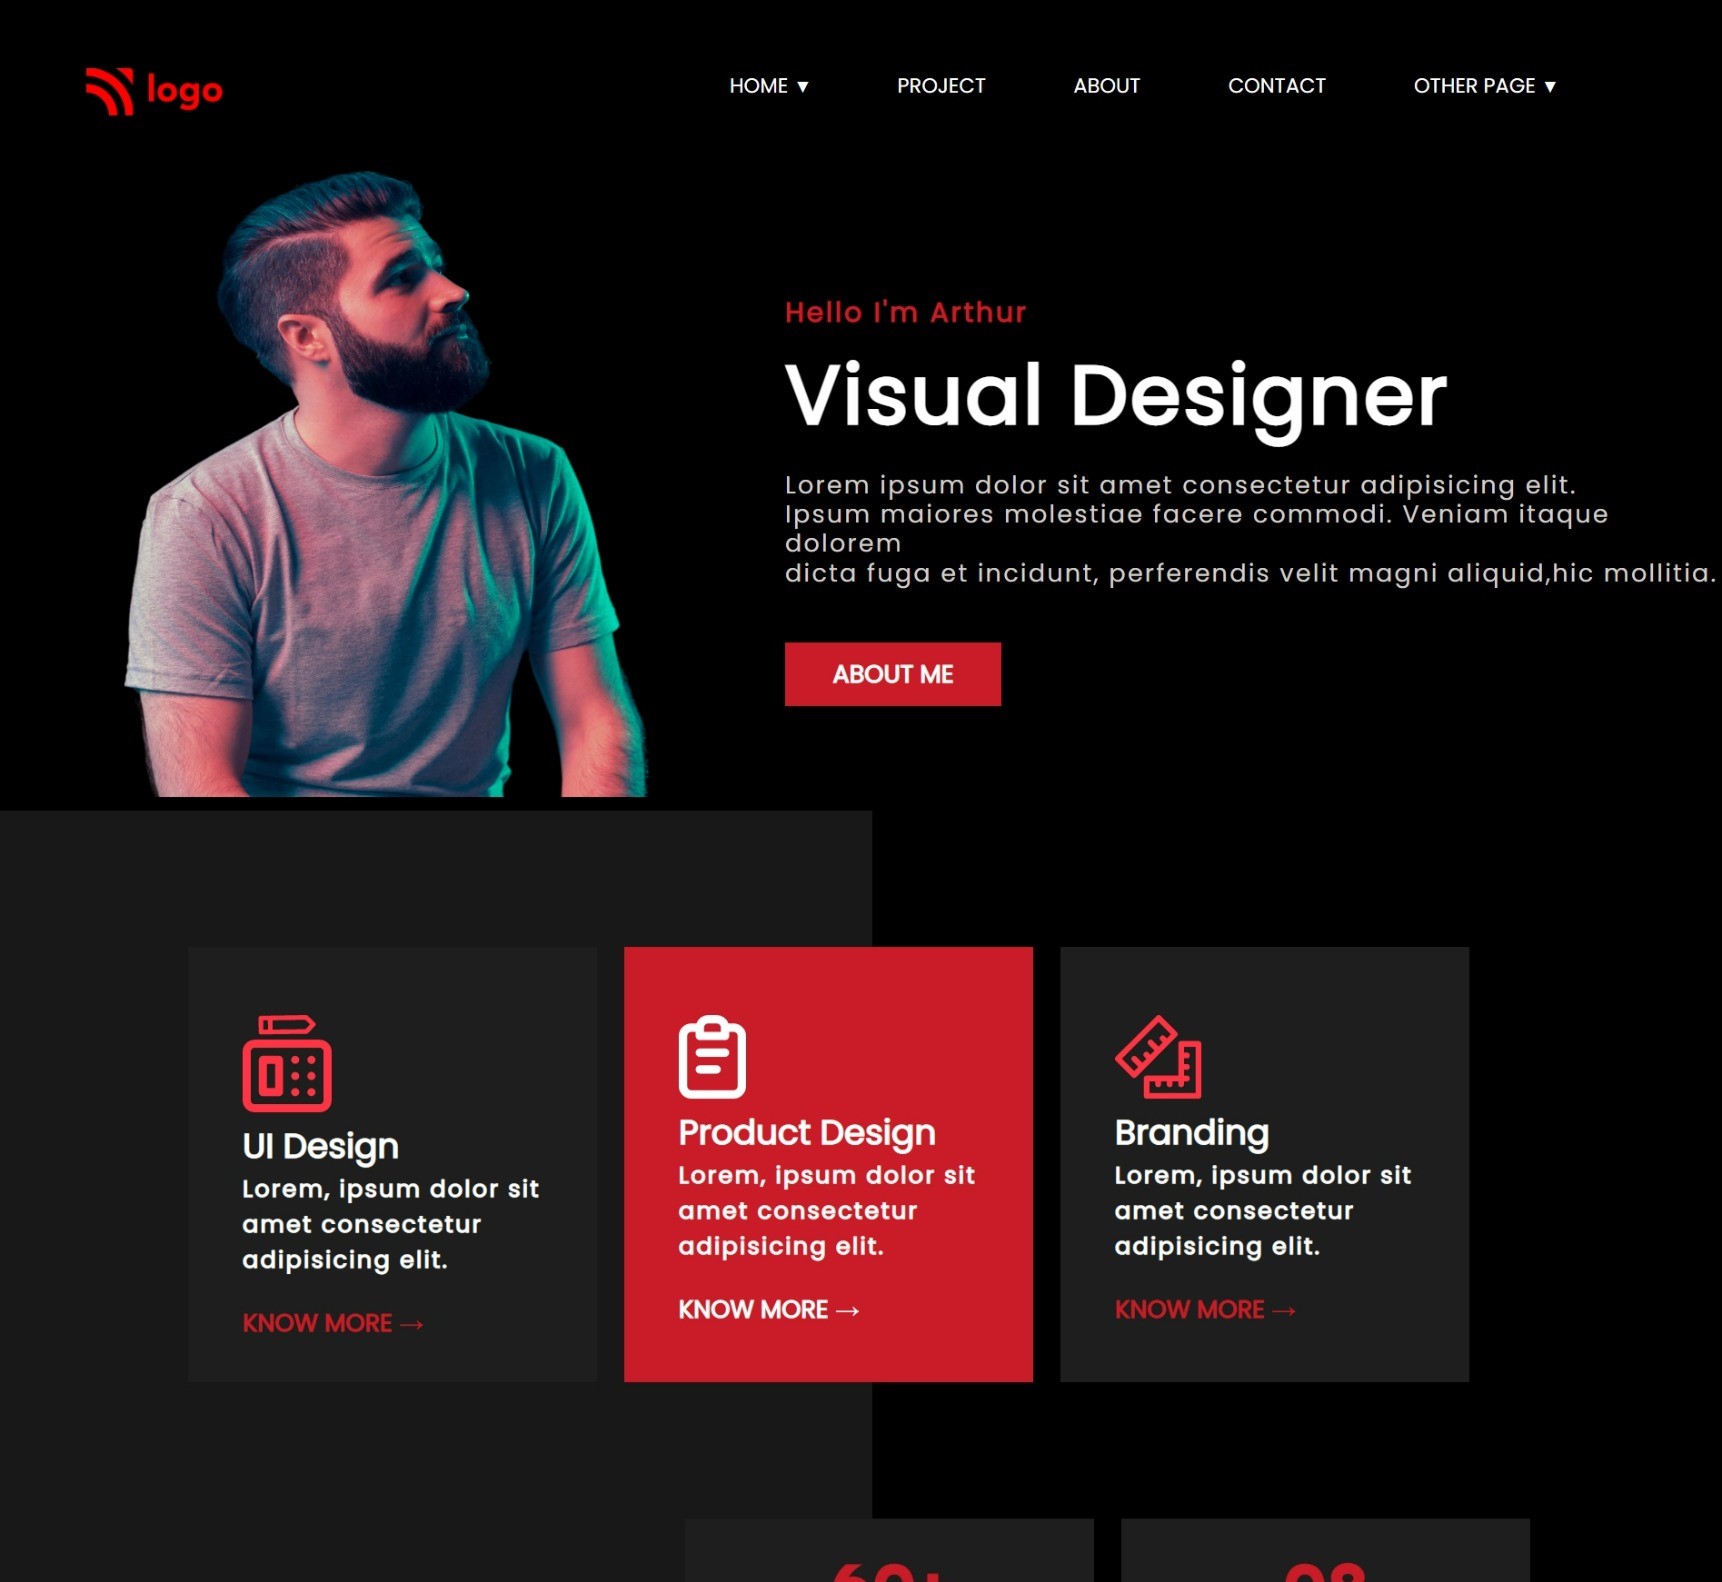 logo
HOME ▼
PROJECT
ABOUT
CONTACT
OTHER PAGE ▼
Hello I'm Arthur
Visual Designer
Lorem ipsum dolor sit amet consectetur adipisicing elit.
Ipsum maiores molestiae facere commodi. Veniam itaque
dolorem
dicta fuga et incidunt, perferendis velit magni aliquid,hic mollitia.
ABOUT ME
UI Design
Lorem, ipsum dolor sit
amet consectetur
adipisicing elit.
KNOW MORE →
Product Design
Lorem, ipsum dolor sit
amet consectetur
adipisicing elit.
KNOW MORE →
Branding
Lorem, ipsum dolor sit
amet consectetur
adipisicing elit.
KNOW MORE →